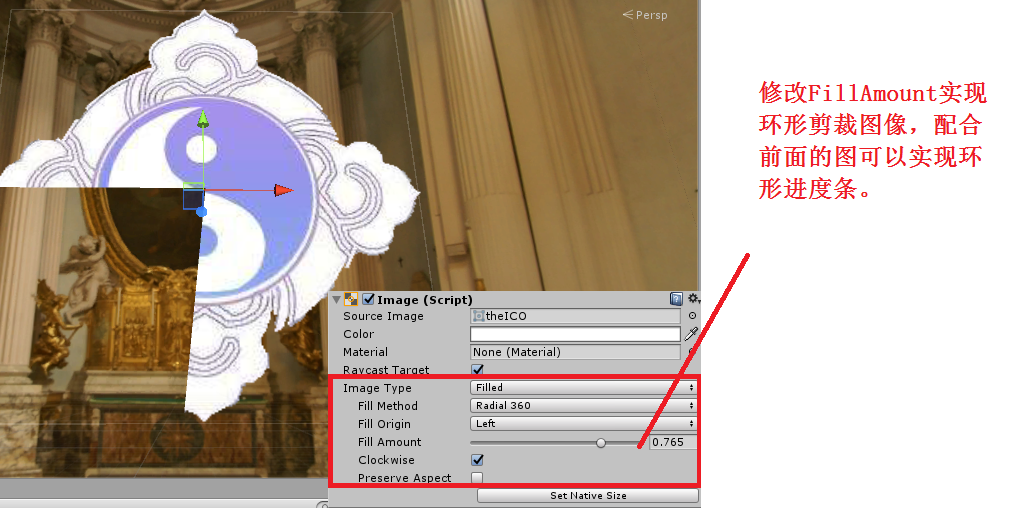 Persp
修改FillAmount实现
环形剪裁图像，配合
前面的图可以实现环
形进度条。
Image (Script)
Source Image theICO
Color
Material None (Material)
Raycast Target
Image Type Filled
Fill Method Radial 360
Fill Origin Left
Fill Amount 0.765
Clockwise
Preserve Aspect
Set Native Size